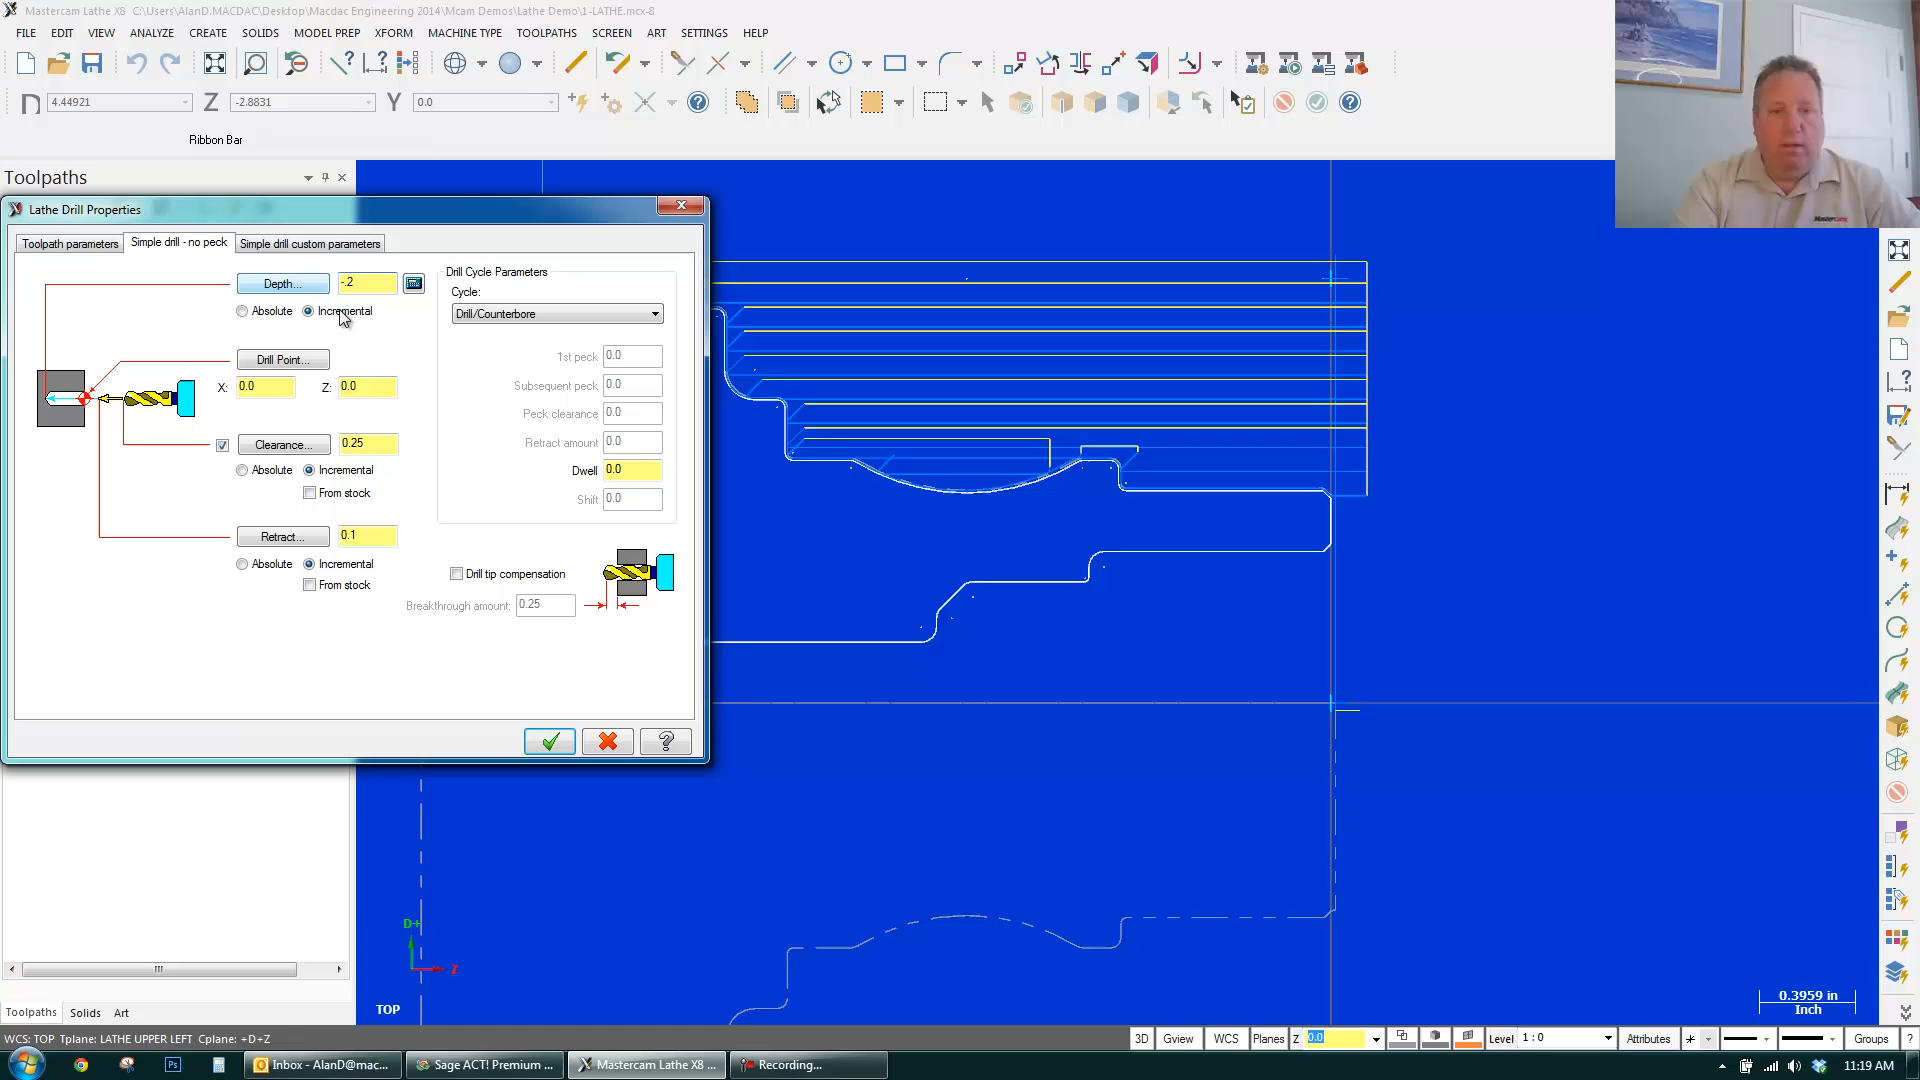 Mastercam Lathe X8  C:\Users\AlanD.MACDAC\Desktop\Macdac Engineering 2014\Mcam Demos\Lathe Demo\1-LATHE.mcx-8
FILE EDIT VIEW ANALYZE CREATE SOLIDS MODEL PREP XFORM MACHINE TYPE TOOLPATHS SCREEN ART SETTINGS HELP
4.44921 Z -2.8831 Y 0.0
Ribbon Bar
Toolpaths
Lathe Drill Properties
Toolpath parameters Simple drill - no peck Simple drill custom parameters
Depth... -.2
Absolute Incremental
Drill Point...
X: 0.0 Z: 0.0
Clearance... 0.25
Absolute Incremental
From stock
Retract... 0.1
Absolute Incremental
From stock
Drill Cycle Parameters
Cycle:
Drill/Counterbore
1st peck 0.0
Subsequent peck 0.0
Peck clearance 0.0
Retract amount 0.0
Dwell 0.0
Shift 0.0
Drill tip compensation
Breakthrough amount: 0.25
D+
Z
TOP
0.3959 in
Inch
Toolpaths Solids Art
WCS: TOP Tplane: LATHE UPPER LEFT Cplane: +D+Z
3D Gview WCS Planes Z 0.0 Level 1 : 0 Attributes Groups ?
Inbox - AlanD@mac... Sage ACT! Premium ... Mastercam Lathe X8 ... Recording... 11:19 AM